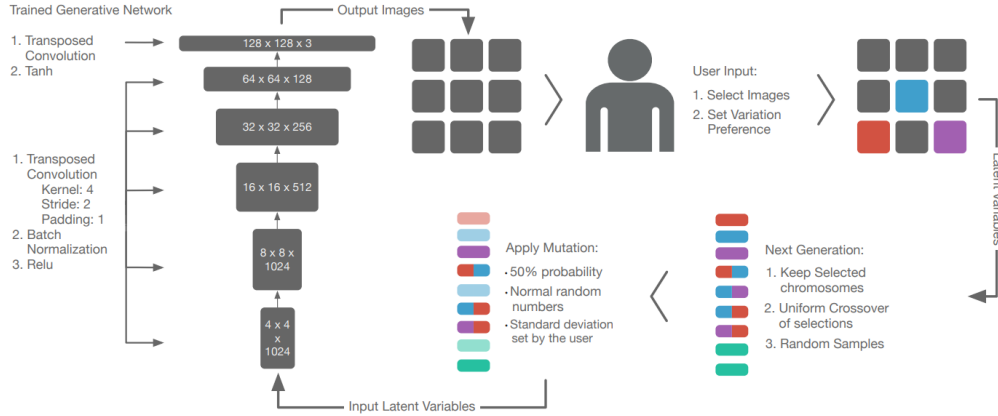 Trained Generative Network
Output Images
1. Transposed
Convolution
2. Tanh
128 x 128 x 3
64 x 64 x 128
32 x 32 x 256
16 x 16 x 512
8 x 8 x
1024
4 x 4
x
1024
1. Transposed
Convolution
Kernel: 4
Stride: 2
Padding: 1
2. Batch
Normalization
3. Relu
User Input:
1. Select Images
2. Set Variation
Preference
Latent Variables
Next Generation:
1. Keep Selected
chromosomes
2. Uniform Crossover
of selections
3. Random Samples
Apply Mutation:
• 50% probability
• Normal random
numbers
• Standard deviation
set by the user
Input Latent Variables